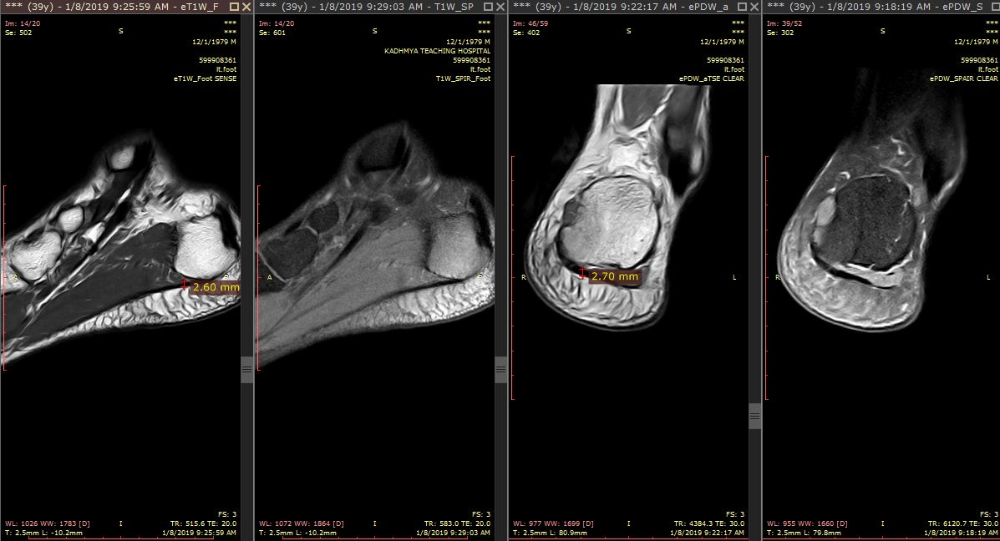 *** (39y) - 1/8/2019 9:25:59 AM - eT1W_F
Im: 14/20
Se: 502
S
***
***
12/1/1979 M
599908361
lt.foot
eT1W_Foot SENSE
A
P
2.60 mm
FS: 3
WL: 1026 WW: 1783 [D]
I
TR: 515.6 TE: 20.0
T: 2.5mm L: -10.2mm
1/8/2019 9:25:59 AM
*** (39y) - 1/8/2019 9:29:03 AM - T1W_SP
Im: 14/20
Se: 601
S
***
***
12/1/1979 M
KADHMYA TEACHING HOSPITAL
599908361
lt.foot
T1W_SPIR_Foot
A
P
FS: 3
WL: 1072 WW: 1864 [D]
I
TR: 583.0 TE: 20.0
T: 2.5mm L: -10.2mm
1/8/2019 9:29:03 AM
*** (39y) - 1/8/2019 9:22:17 AM - ePDW_a
Im: 46/59
Se: 402
S
***
***
12/1/1979 M
599908361
lt.foot
ePDW_aTSE CLEAR
R
L
2.70 mm
FS: 3
WL: 977 WW: 1699 [D]
I
TR: 4384.3 TE: 30.0
T: 2.5mm L: 80.9mm
1/8/2019 9:22:17 AM
*** (39y) - 1/8/2019 9:18:19 AM - ePDW_S
Im: 39/52
Se: 302
S
***
***
12/1/1979 M
599908361
lt.foot
ePDW_SPAIR CLEAR
R
L
FS: 3
WL: 955 WW: 1660 [D]
I
TR: 6120.7 TE: 30.0
T: 2.5mm L: 79.8mm
1/8/2019 9:18:19 AM